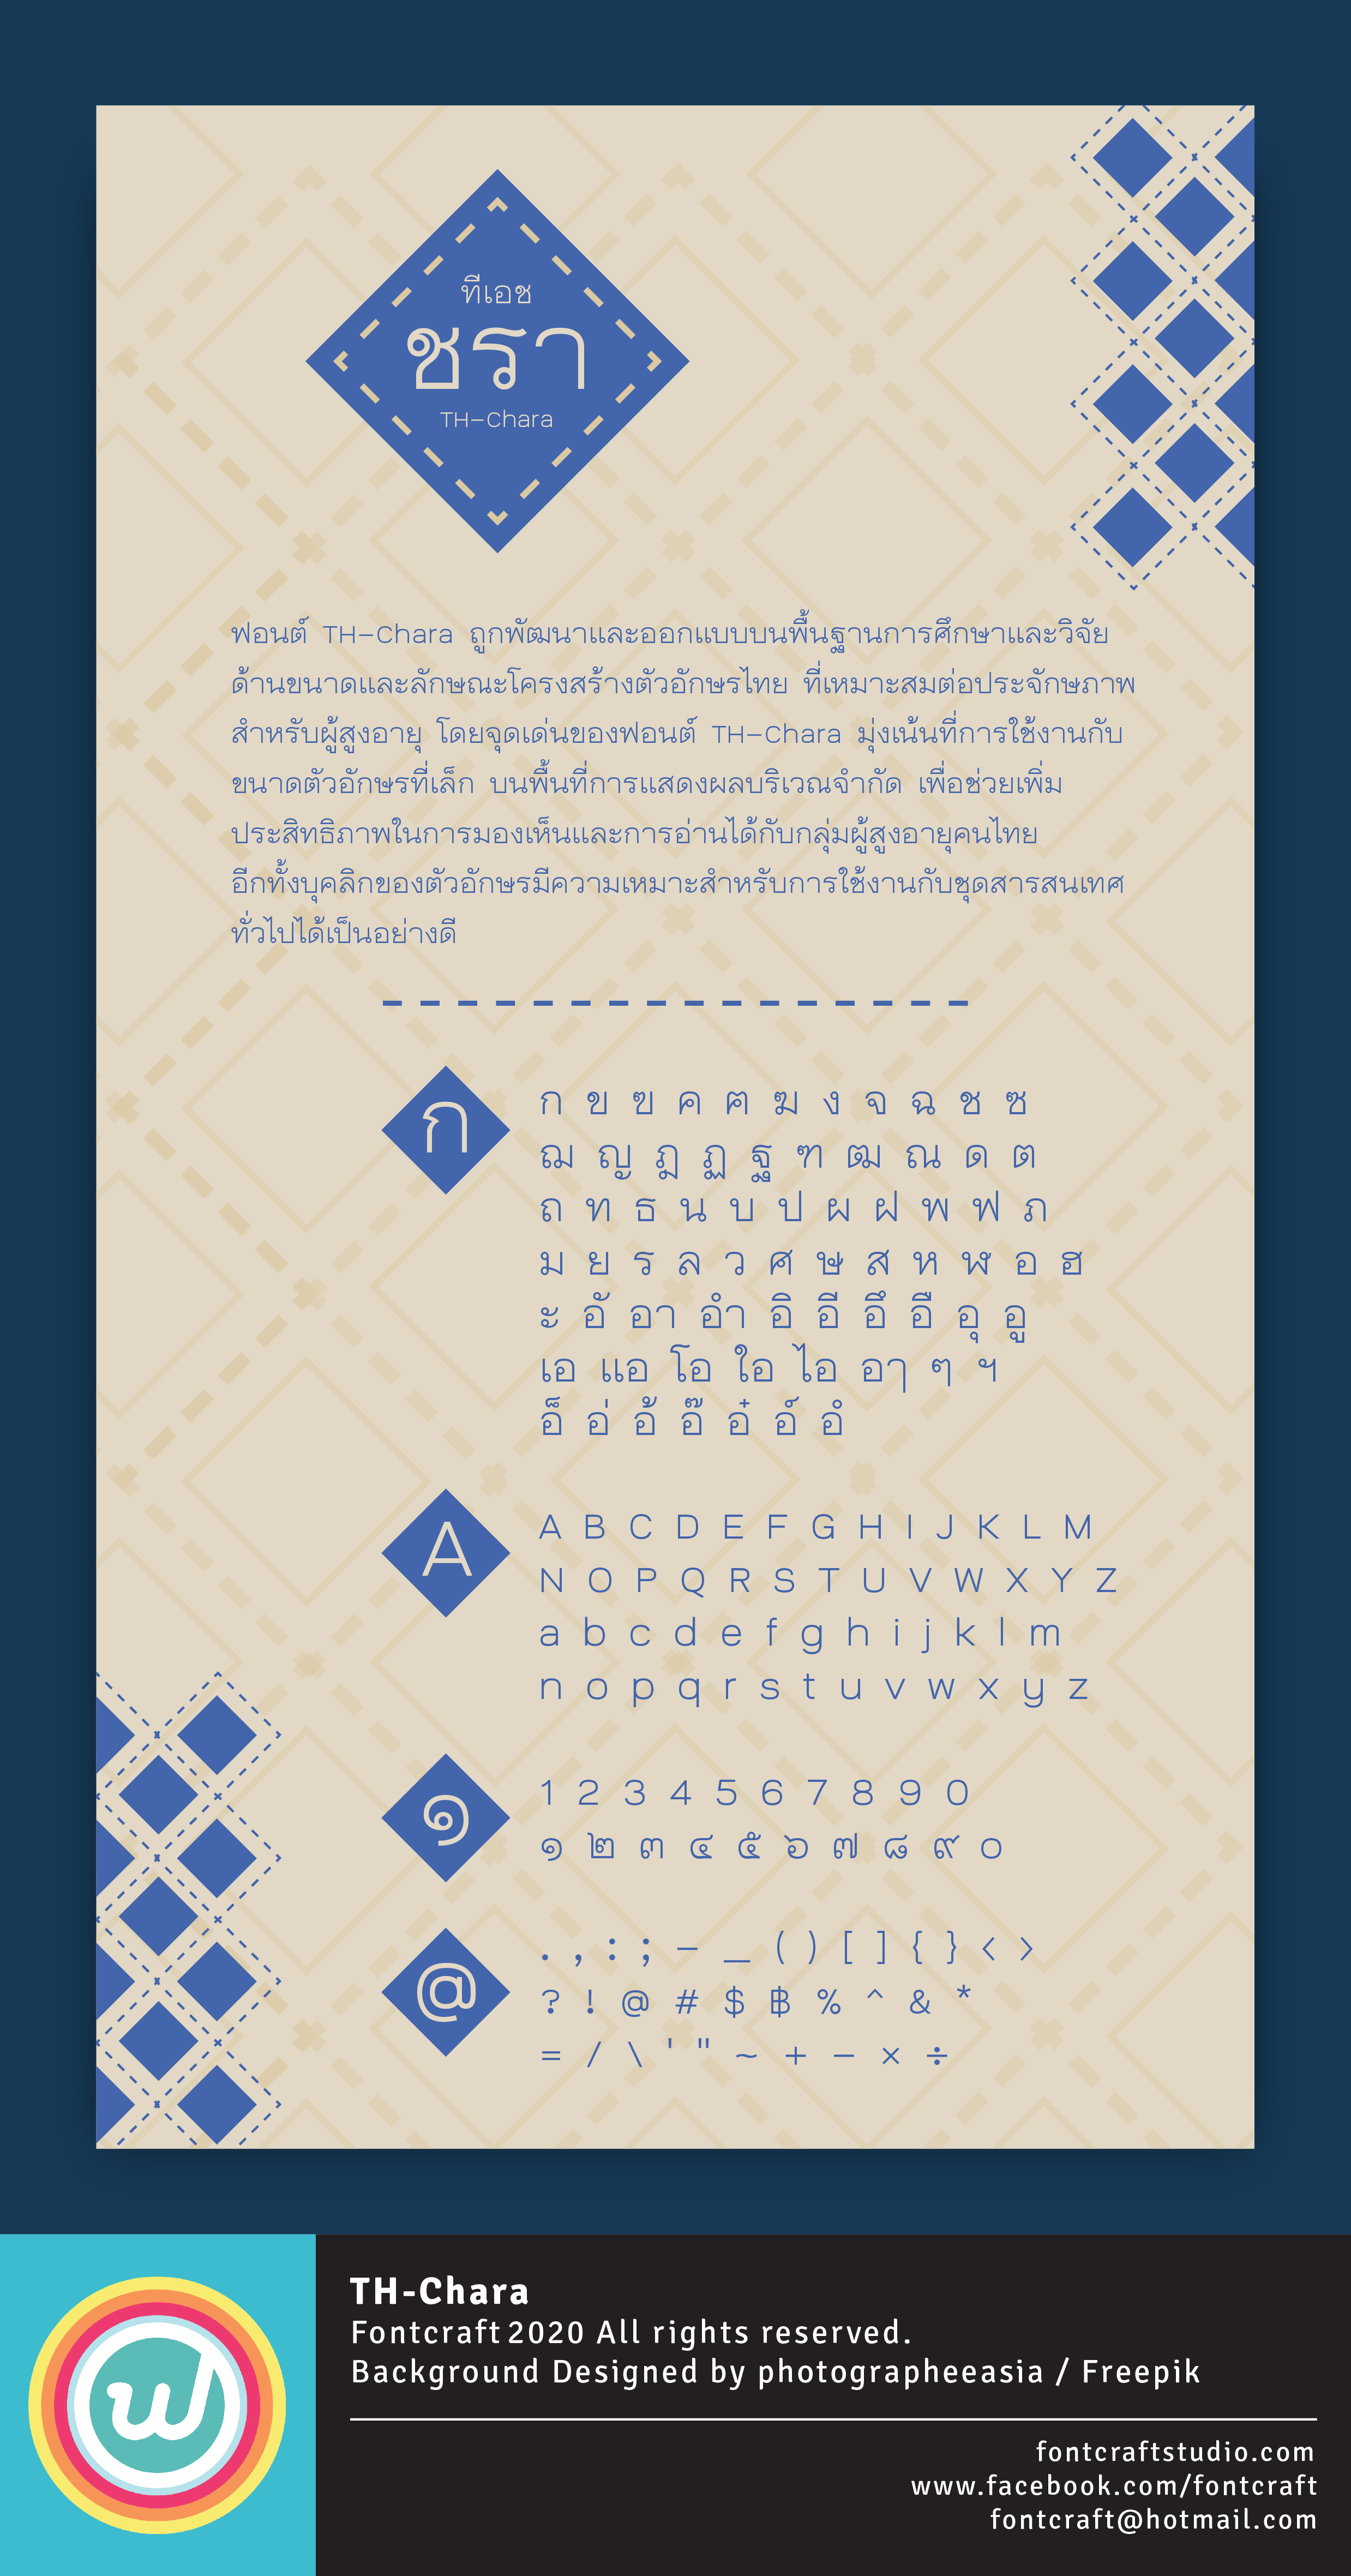 ทีเอช
ชรา
TH–Chara
ฟอนต์ TH–Chara ถูกพัฒนาและออกแบบบนพื้นฐานการศึกษาและวิจัย
ด้านขนาดและลักษณะโครงสร้างตัวอักษรไทย ที่เหมาะสมต่อประจักษภาพ
สำหรับผู้สูงอายุ โดยจุดเด่นของฟอนต์ TH–Chara มุ่งเน้นที่การใช้งานกับ
ขนาดตัวอักษรที่เล็ก บนพื้นที่การแสดงผลบริเวณจำกัด เพื่อช่วยเพิ่ม
ประสิทธิภาพในการมองเห็นและการอ่านได้กับกลุ่มผู้สูงอายุคนไทย
อีกทั้งบุคลิกของตัวอักษรมีความเหมาะสำหรับการใช้งานกับชุดสารสนเทศ
ทั่วไปได้เป็นอย่างดี
ก
ก ข ฃ ค ฅ ฆ ง จ ฉ ช ซ
ฌ ญ ฎ ฏ ฐ ฑ ฒ ณ ด ต
ถ ท ธ น บ ป ผ ฝ พ ฟ ภ
ม ย ร ล ว ศ ษ ส ห ฬ อ ฮ
ะ อั อา อำ อิ อี อึ อื อุ อู
เอ แอ โอ ใอ ไอ อๅ ๆ ฯ
อ็ อ่ อ้ อ๊ อ๋ อ์ อํ
A
A B C D E F G H I J K L M
N O P Q R S T U V W X Y Z
a b c d e f g h i j k l m
n o p q r s t u v w x y z
๑
1 2 3 4 5 6 7 8 9 0
๑ ๒ ๓ ๔ ๕ ๖ ๗ ๘ ๙ ๐
@
. , : ; – _ ( ) [ ] { } < >
? ! @ # $ ฿ % ^ & *
= / \ ' " ~ + − × ÷
w
TH-Chara
Fontcraft 2020 All rights reserved.
Background Designed by photographeeasia / Freepik
fontcraftstudio.com
www.facebook.com/fontcraft
fontcraft@hotmail.com